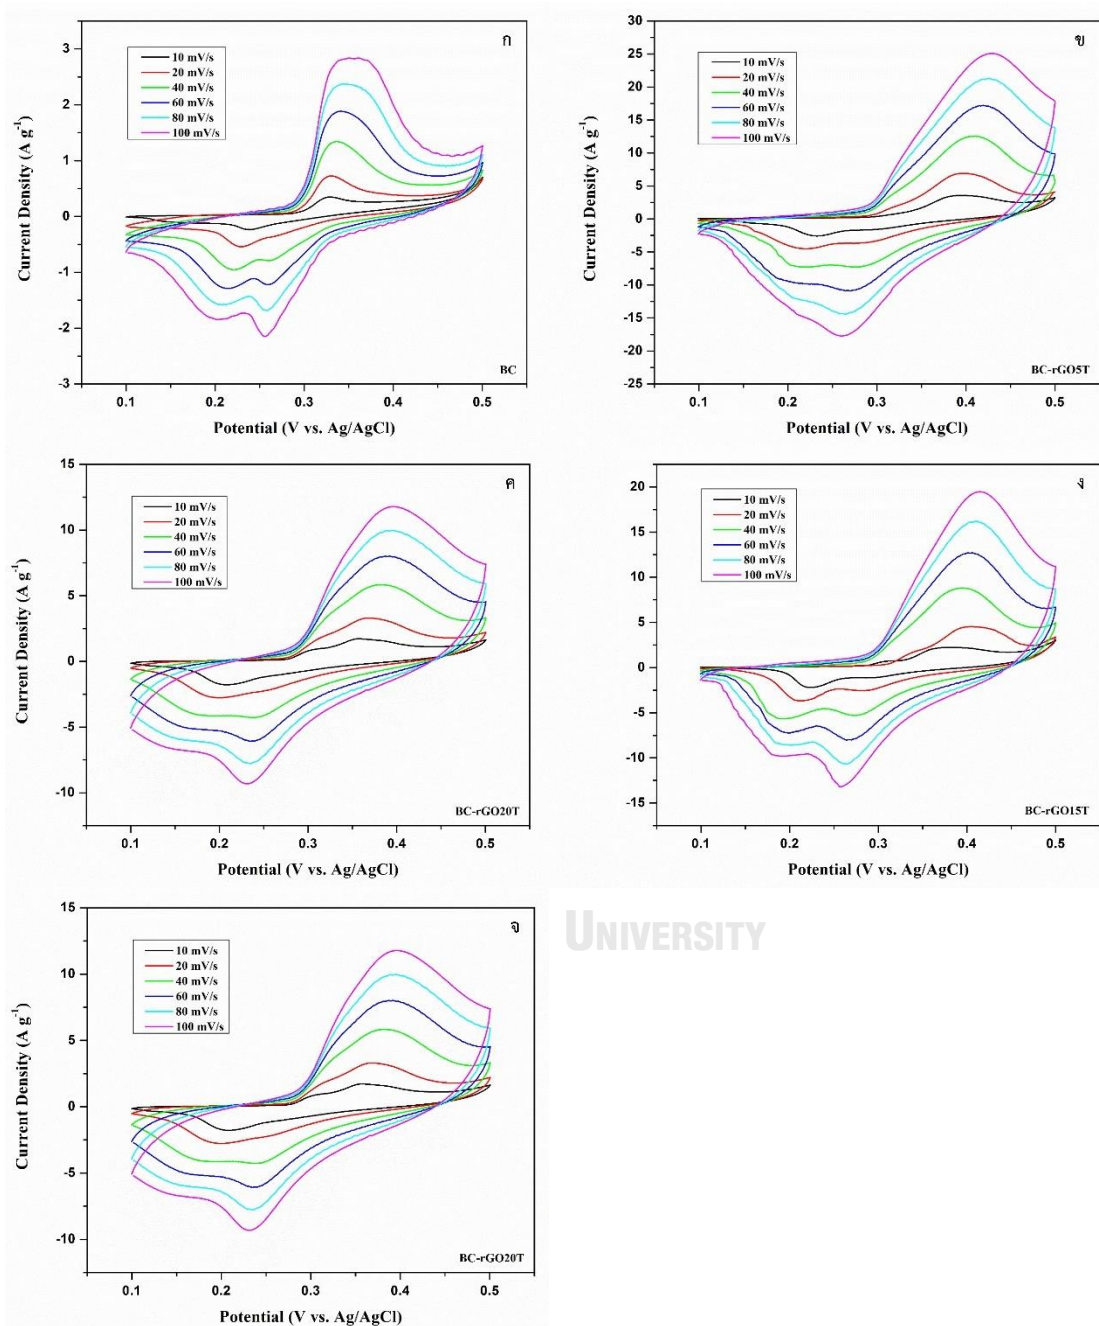 ก
3
2
1
0
-1
-2
-3
10 mV/s
20 mV/s
40 mV/s
60 mV/s
80 mV/s
100 mV/s
BC
0.1 0.2 0.3 0.4 0.5
Potential (V vs. Ag/AgCl)
Current Density (A g⁻¹)
ข
30
25
20
15
10
5
0
-5
-10
-15
-20
-25
10 mV/s
20 mV/s
40 mV/s
60 mV/s
80 mV/s
100 mV/s
BC-rGO5T
0.1 0.2 0.3 0.4 0.5
Potential (V vs. Ag/AgCl)
Current Density (A g⁻¹)
ค
15
10
5
0
-5
-10
10 mV/s
20 mV/s
40 mV/s
60 mV/s
80 mV/s
100 mV/s
BC-rGO20T
0.1 0.2 0.3 0.4 0.5
Potential (V vs. Ag/AgCl)
Current Density (A g⁻¹)
ง
20
15
10
5
0
-5
-10
-15
10 mV/s
20 mV/s
40 mV/s
60 mV/s
80 mV/s
100 mV/s
BC-rGO15T
0.1 0.2 0.3 0.4 0.5
Potential (V vs. Ag/AgCl)
Current Density (A g⁻¹)
จ
15
10
5
0
-5
-10
10 mV/s
20 mV/s
40 mV/s
60 mV/s
80 mV/s
100 mV/s
BC-rGO20T
0.1 0.2 0.3 0.4 0.5
Potential (V vs. Ag/AgCl)
Current Density (A g⁻¹)
UNIVERSITY